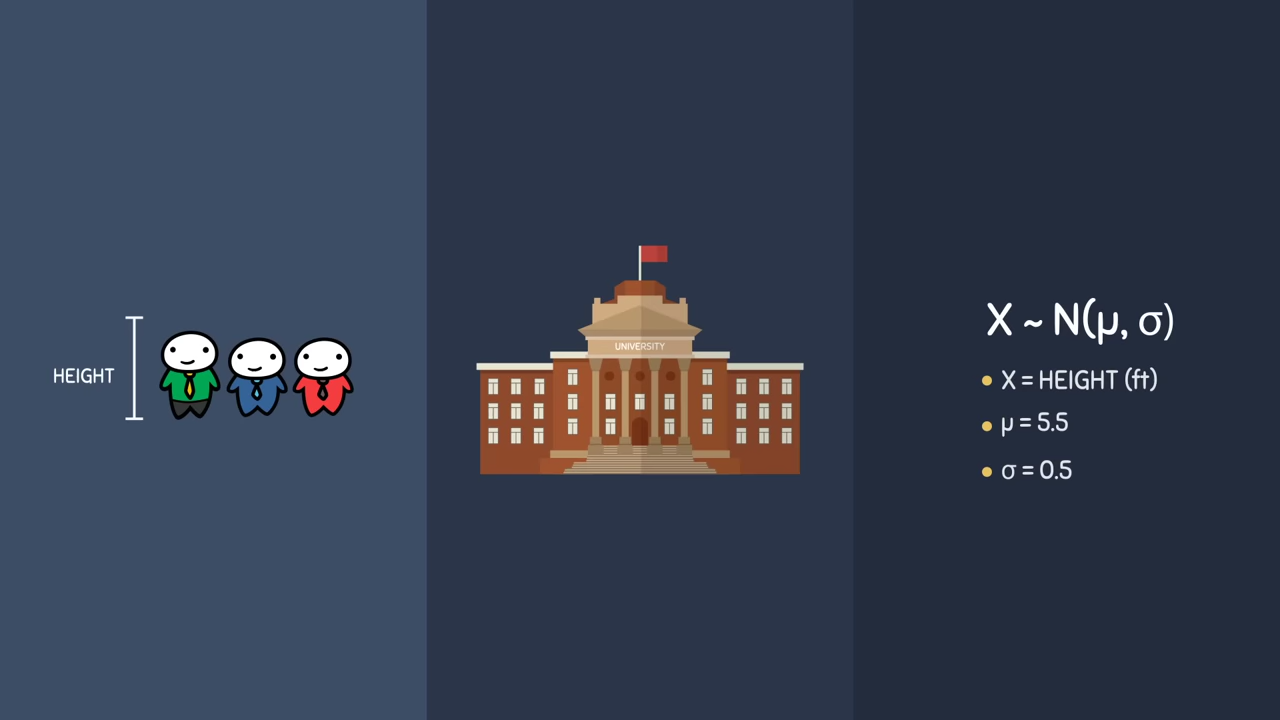 HEIGHT
UNIVERSITY
X ~ N(μ, σ)
X = HEIGHT (ft)
μ = 5.5
σ = 0.5